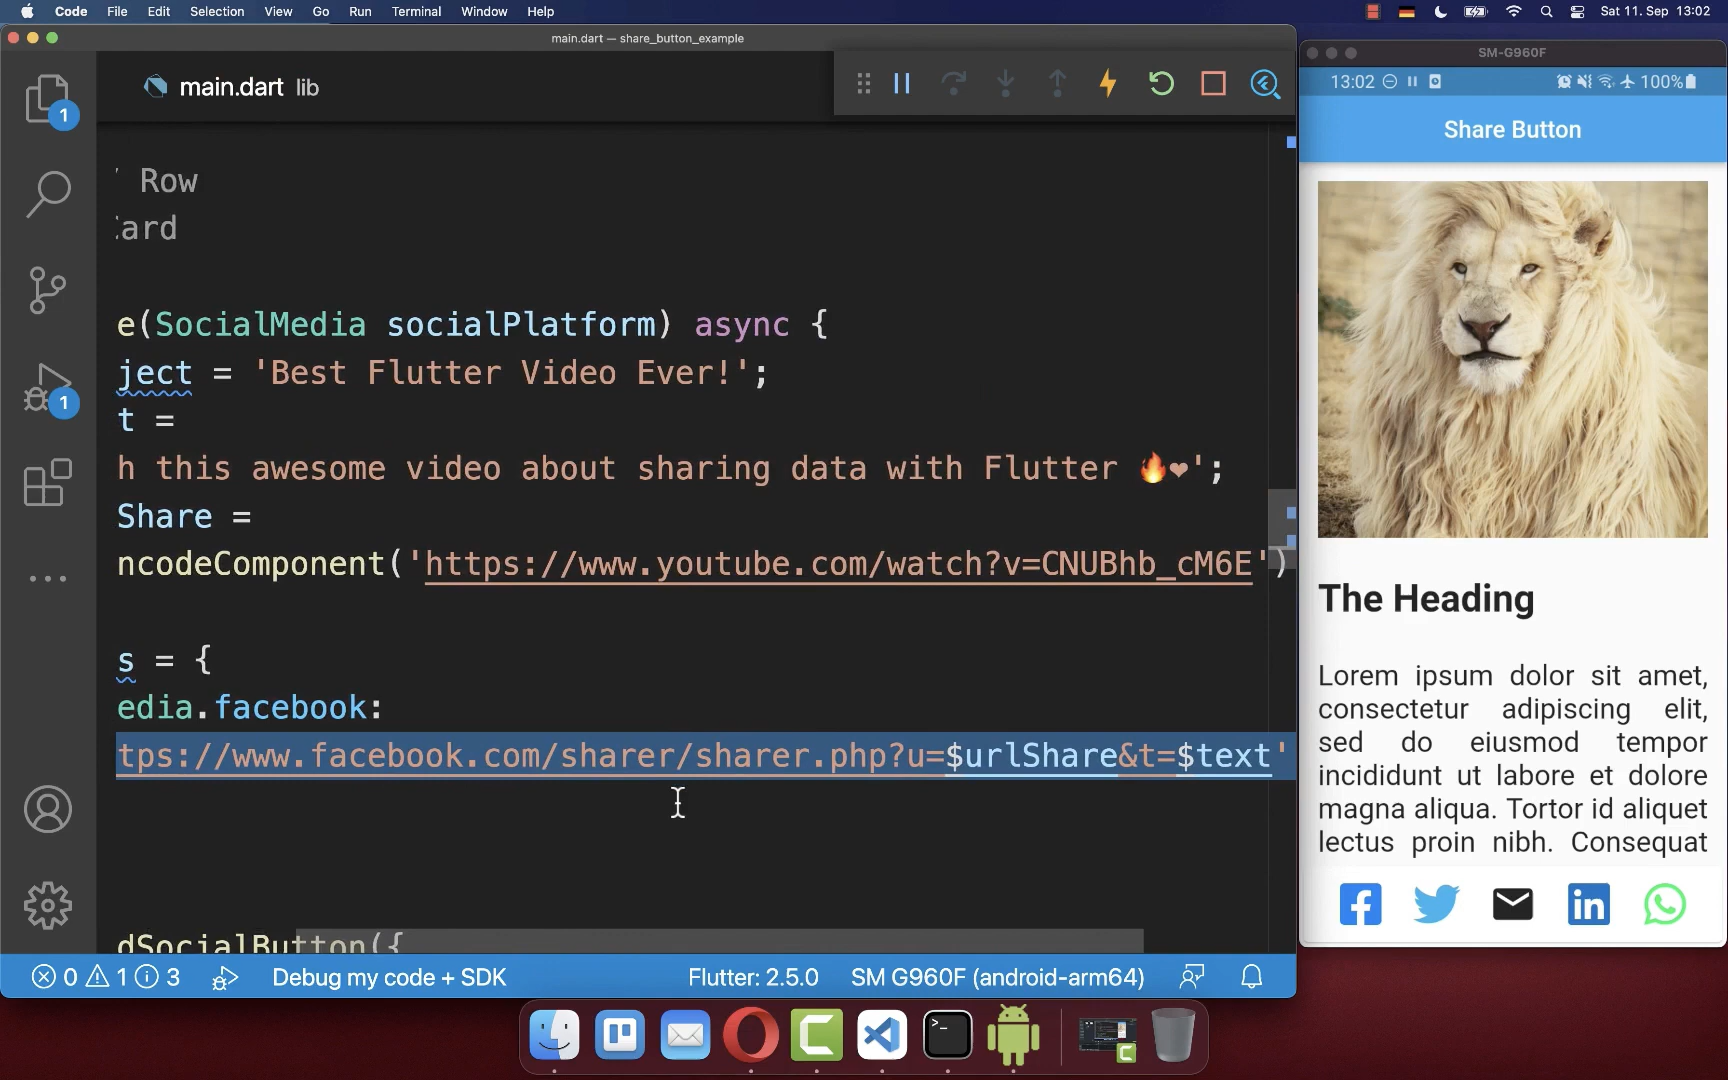 Code File Edit Selection View Go Run Terminal Window Help
Sat 11. Sep 13:02
main.dart — share_button_example
main.dart lib
1
1
' Row
Card
e(SocialMedia socialPlatform) async {
ject = 'Best Flutter Video Ever!';
t =
h this awesome video about sharing data with Flutter 🔥❤';
Share =
ncodeComponent('https://www.youtube.com/watch?v=CNUBhb_cM6E')
s = {
edia.facebook:
tps://www.facebook.com/sharer/sharer.php?u=$urlShare&t=$text'
dSocialButton({
0 1 3 Debug my code + SDK Flutter: 2.5.0 SM G960F (android-arm64)
SM-G960F
13:02 100%
Share Button
The Heading
Lorem ipsum dolor sit amet,
consectetur adipiscing elit,
sed do eiusmod tempor
incididunt ut labore et dolore
magna aliqua. Tortor id aliquet
lectus proin nibh. Consequat